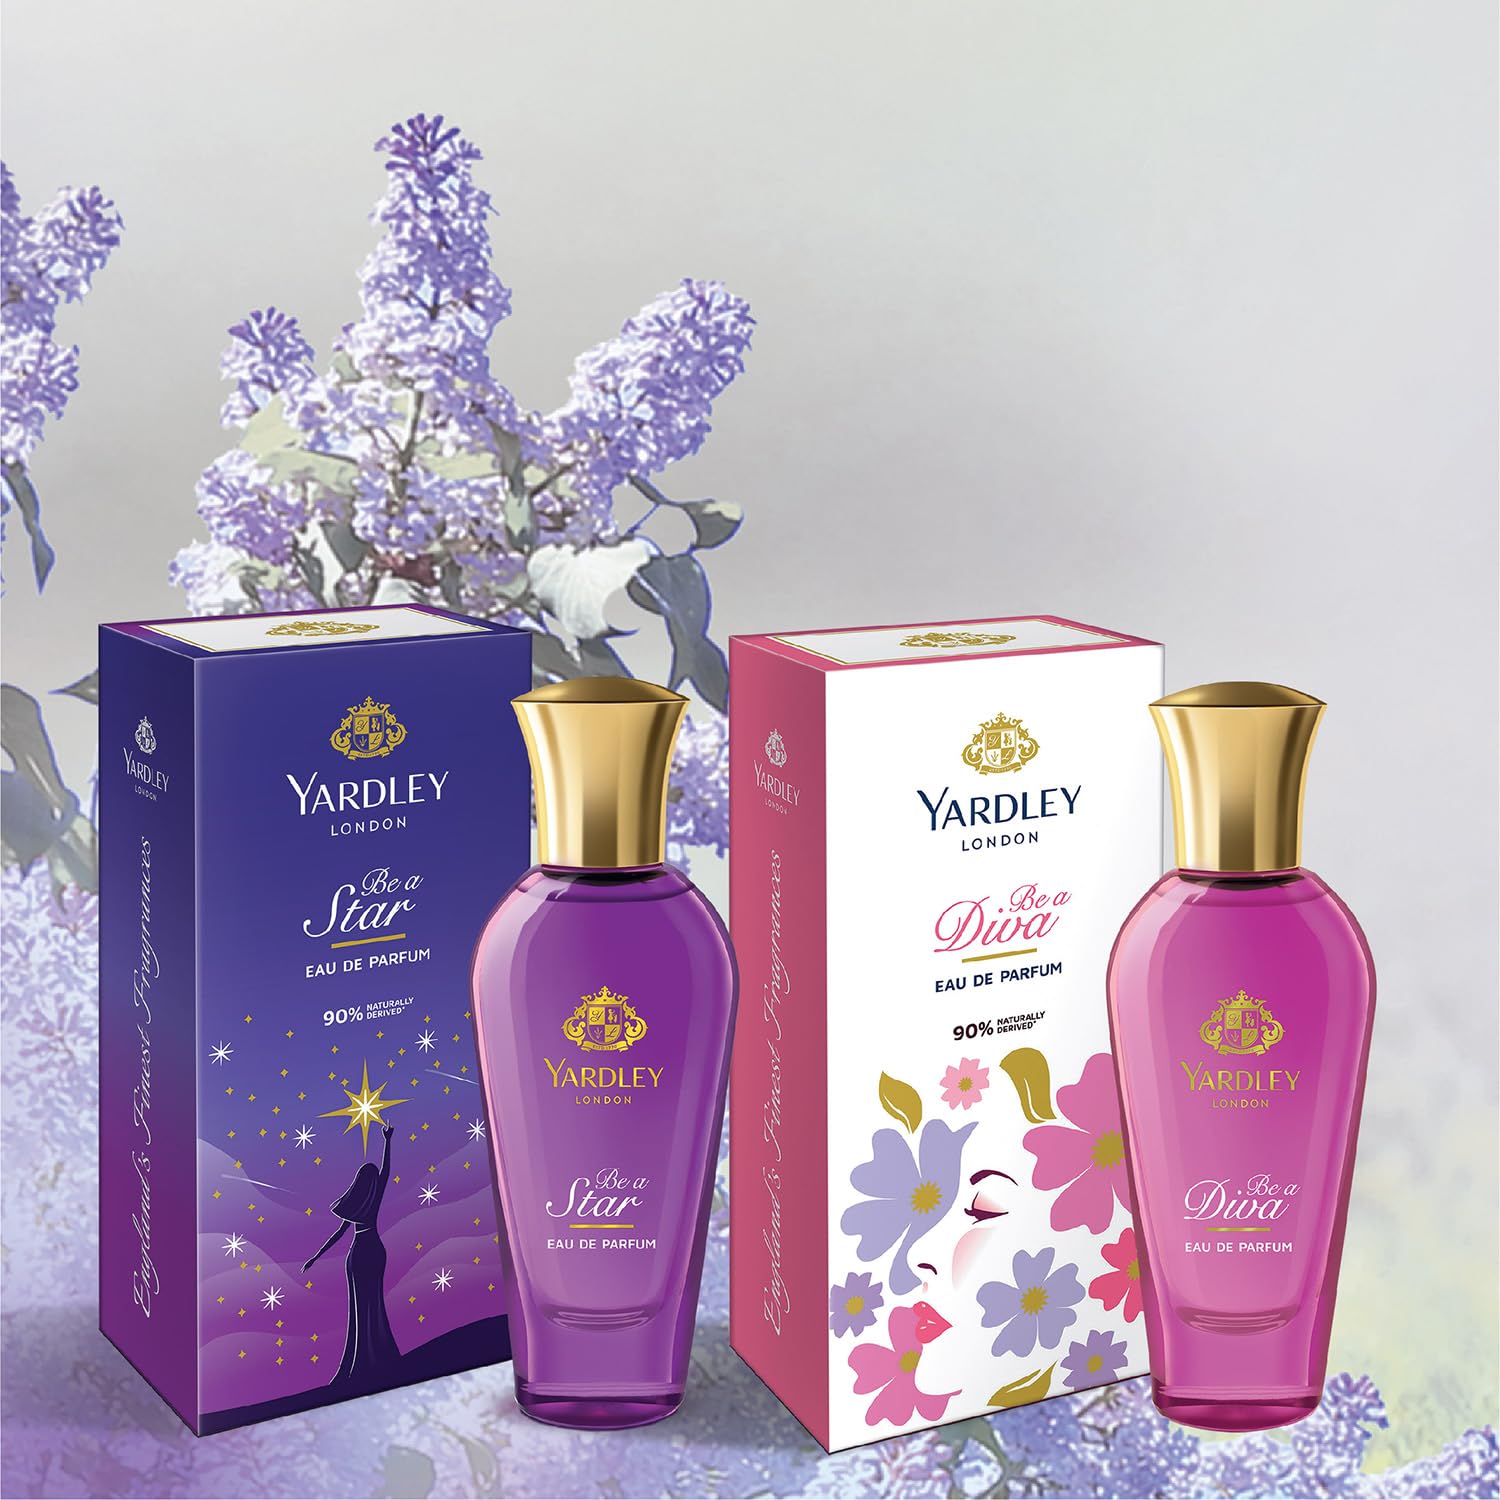 YARDLEY
LONDON
England's Finest Fragrances
YARDLEY
LONDON
Be a
Star
EAU DE PARFUM
90% NATURALLY
DERIVED*
YARDLEY
LONDON
Be a
Star
EAU DE PARFUM
YARDLEY
LONDON
England's Finest Fragrances
YARDLEY
LONDON
Be a
Diva
EAU DE PARFUM
90% NATURALLY
DERIVED*
YARDLEY
LONDON
Be a
Diva
EAU DE PARFUM